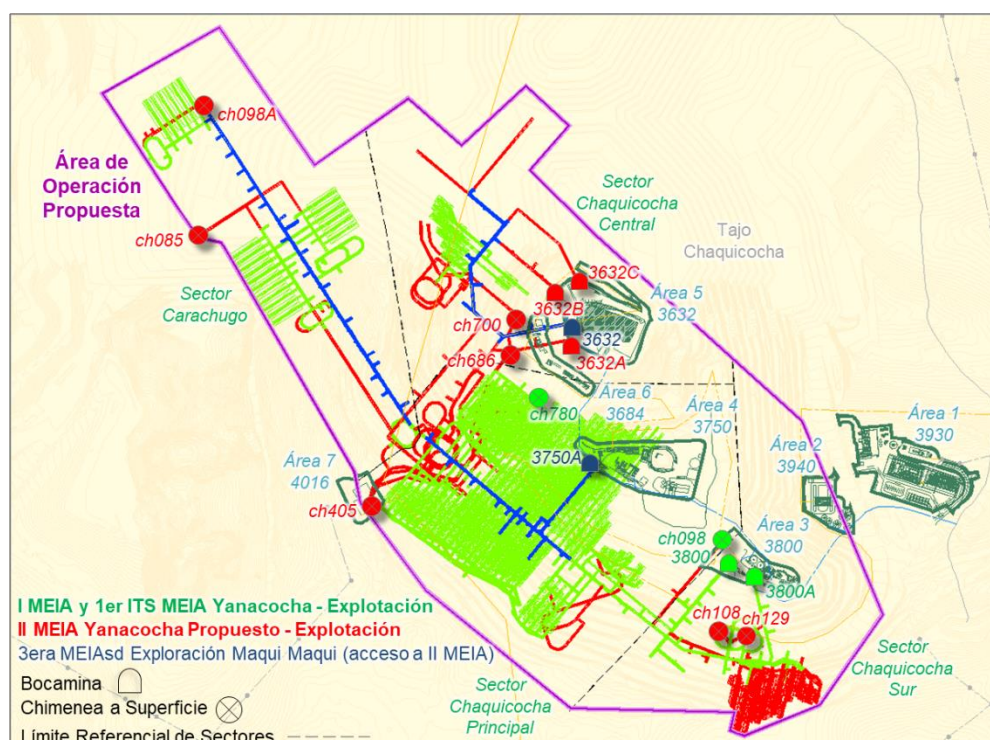 ch098A
Área de
Operación
Propuesta
Sector
Chaquicocha
Central
Tajo
Chaquicocha
ch085
Sector
Carachugo
3632C
3632B
Área 5
3632
ch700
3632
3632A
ch686
Área 6
3684
ch780
Área 4
3750
Área 1
3930
Área 2
3940
3750A
Área 7
4016
ch405
ch098
3800
Área 3
3800
3800A
ch108
ch129
I MEIA y 1er ITS MEIA Yanacocha - Explotación
II MEIA Yanacocha Propuesto - Explotación
3era MEIAsd Exploración Maqui Maqui (acceso a II MEIA)
Bocamina
Chimenea a Superficie
Límite Referencial de Sectores
Sector
Chaquicocha
Principal
Sector
Chaquicocha
Sur